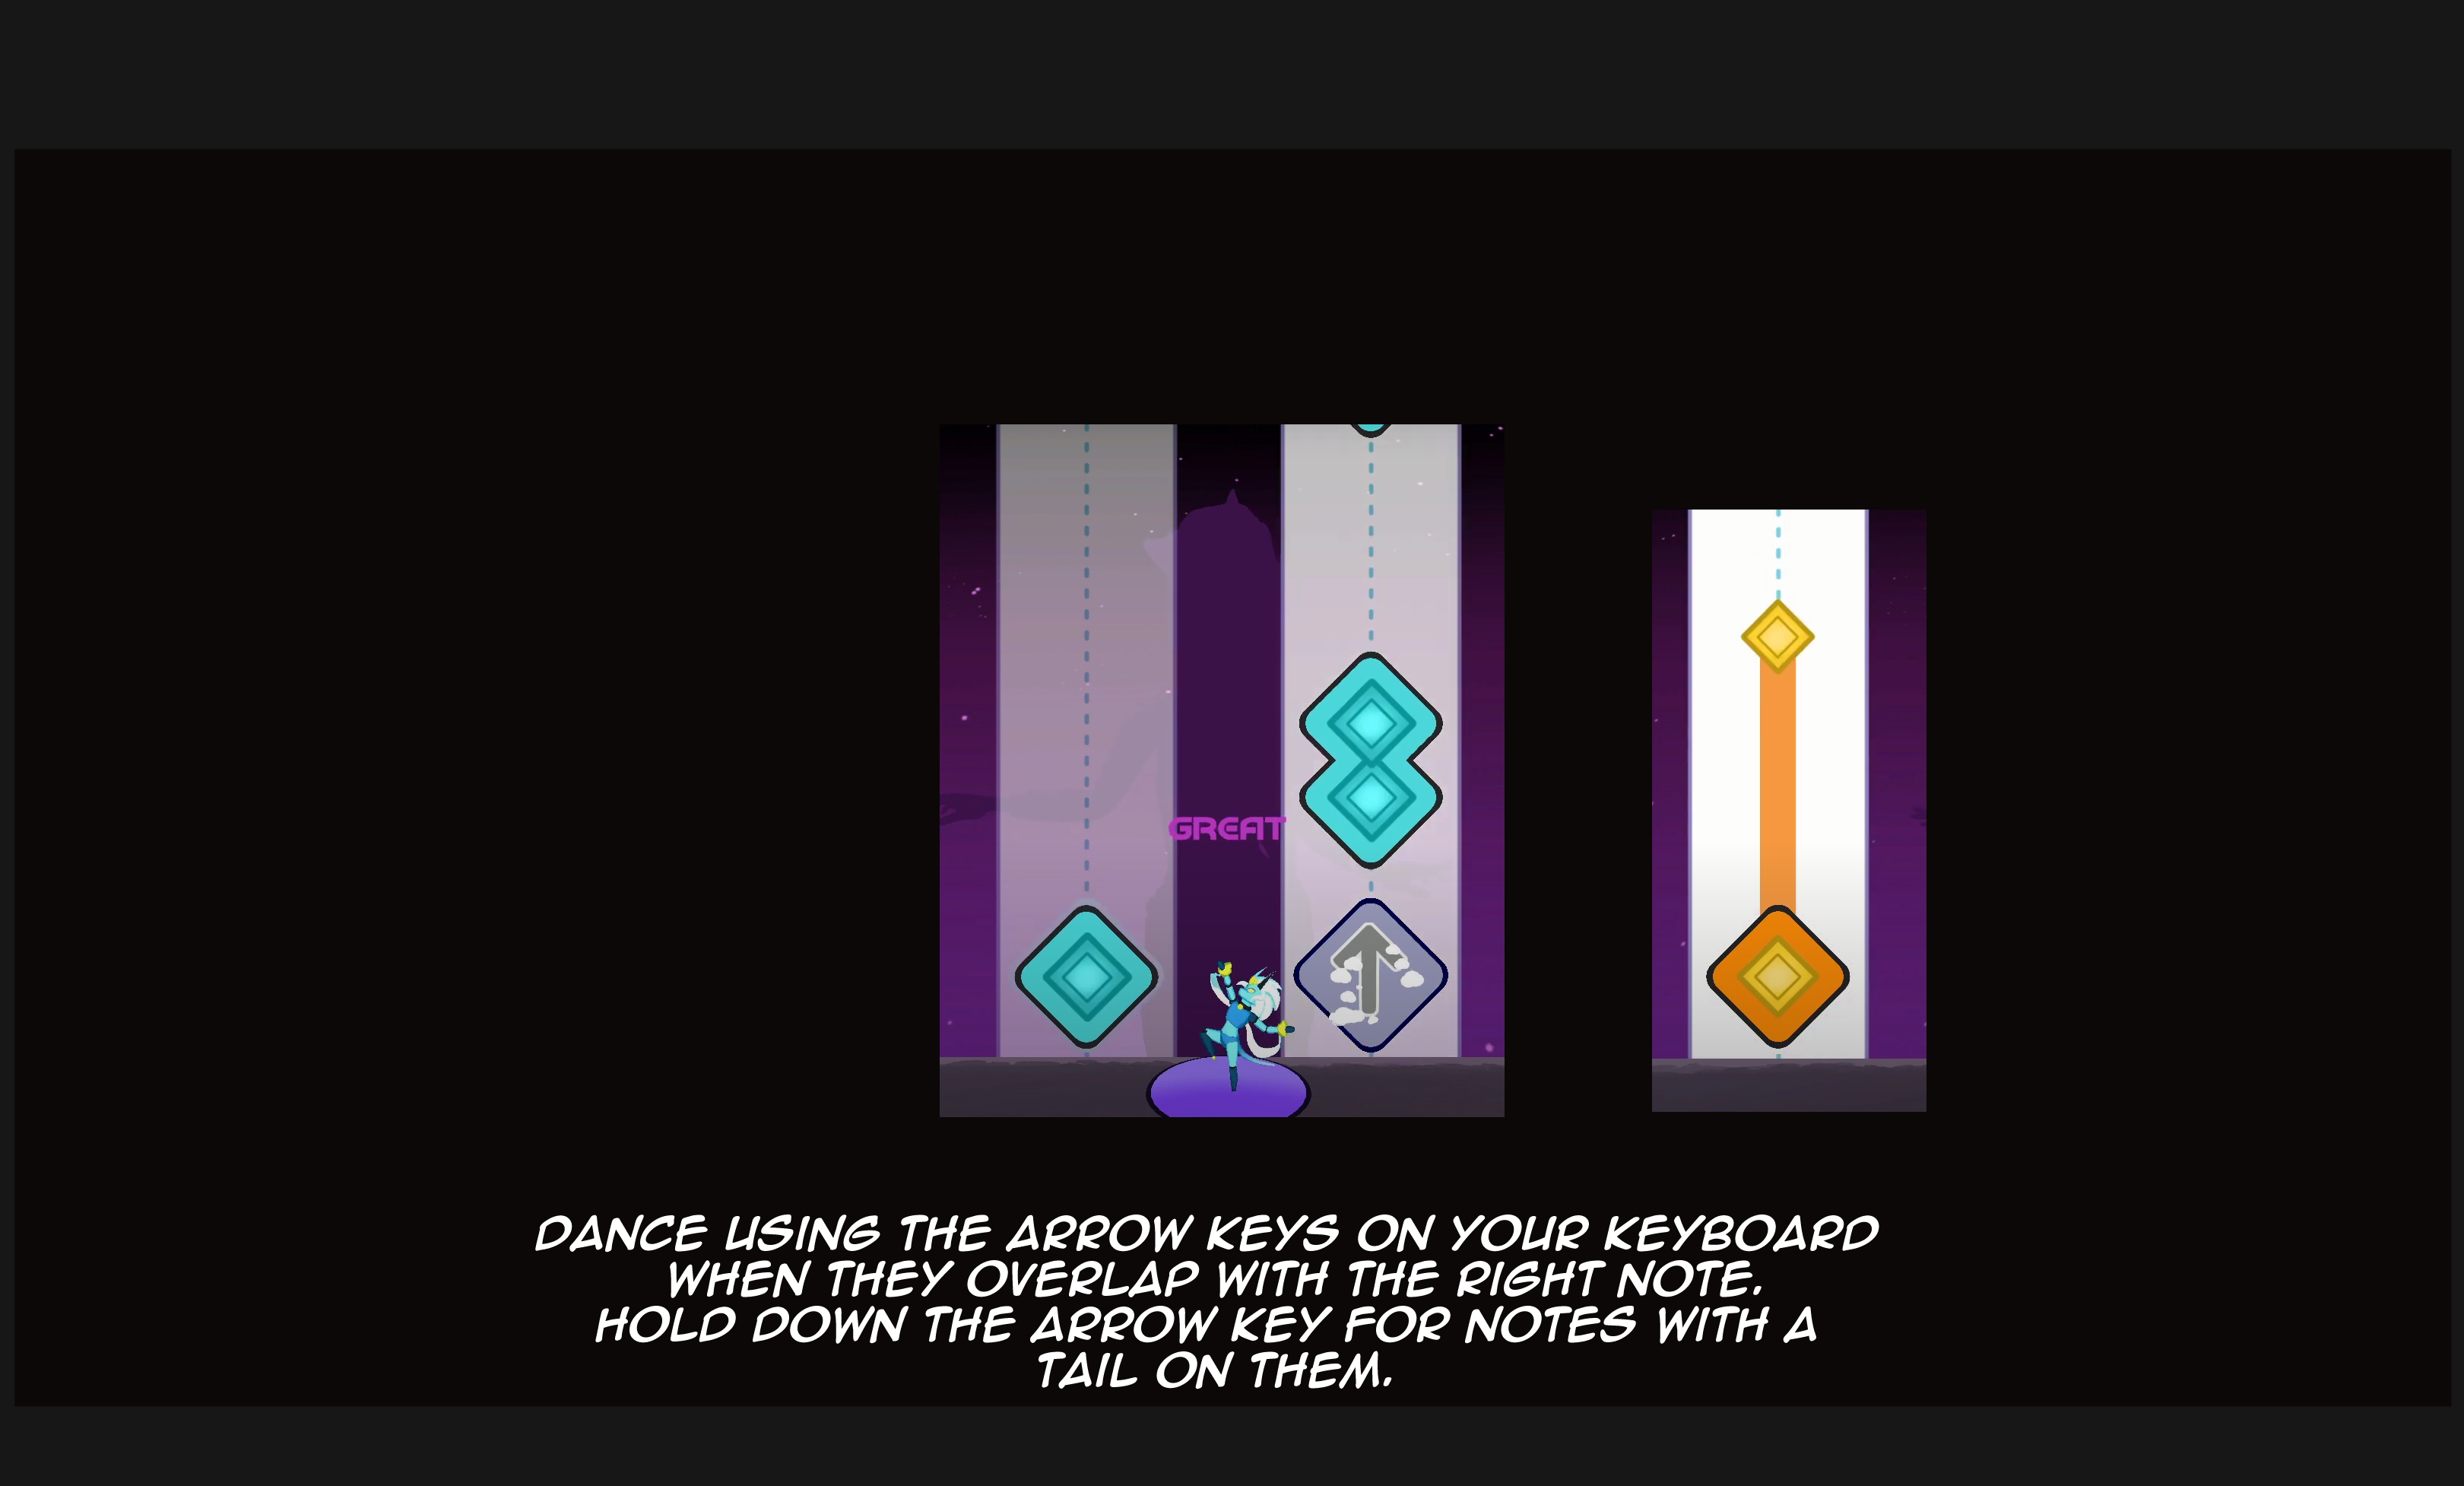 GREAT
DANCE USING THE ARROW KEYS ON YOUR KEYBOARD
WHEN THEY OVERLAP WITH THE RIGHT NOTE.
HOLD DOWN THE ARROW KEY FOR NOTES WITH A
TAIL ON THEM.